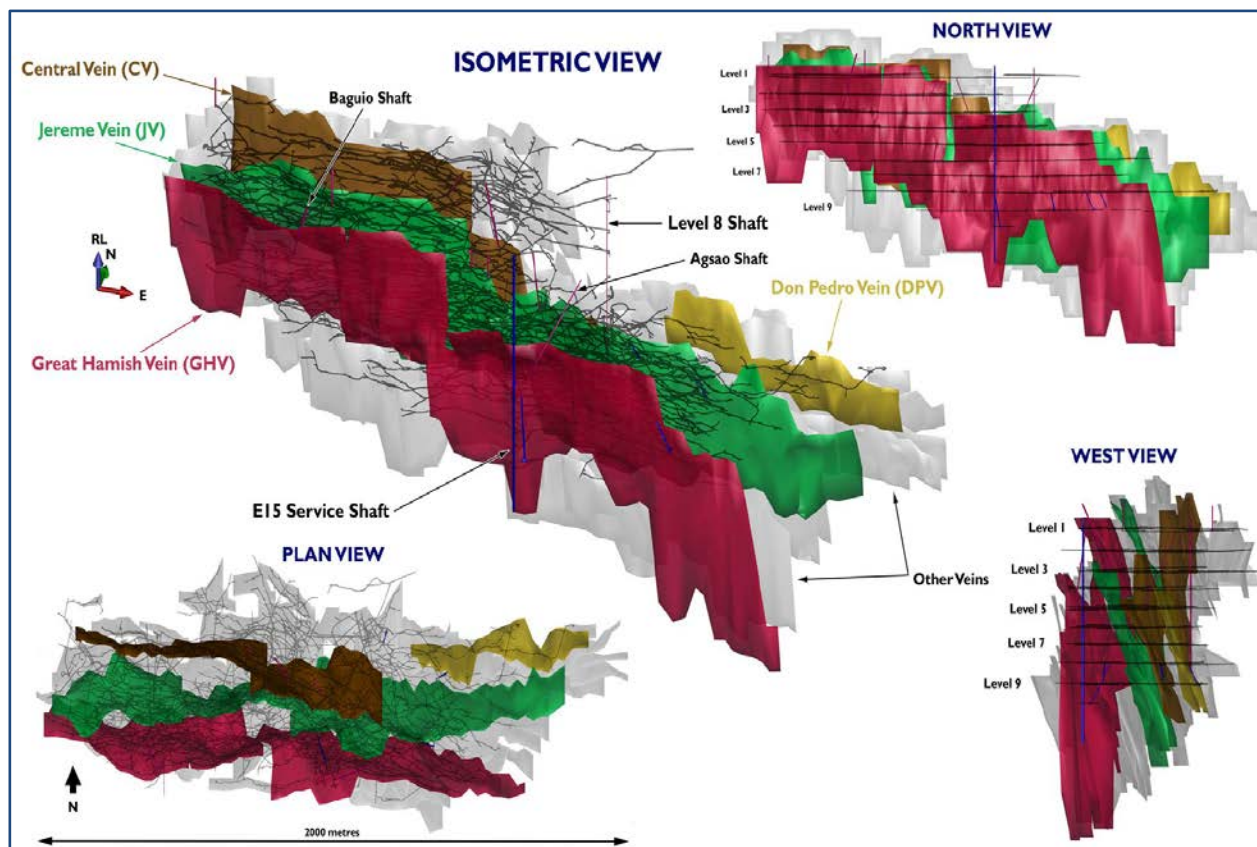 ISOMETRIC VIEW
Central Vein (CV)
Baguio Shaft
Jereme Vein (JV)
Level 8 Shaft
Agsao Shaft
RL
N
E
Don Pedro Vein (DPV)
Great Hamish Vein (GHV)
E15 Service Shaft
Other Veins
NORTH VIEW
Level 1
Level 3
Level 5
Level 7
Level 9
WEST VIEW
Level 1
Level 3
Level 5
Level 7
Level 9
PLAN VIEW
N
2000 metres